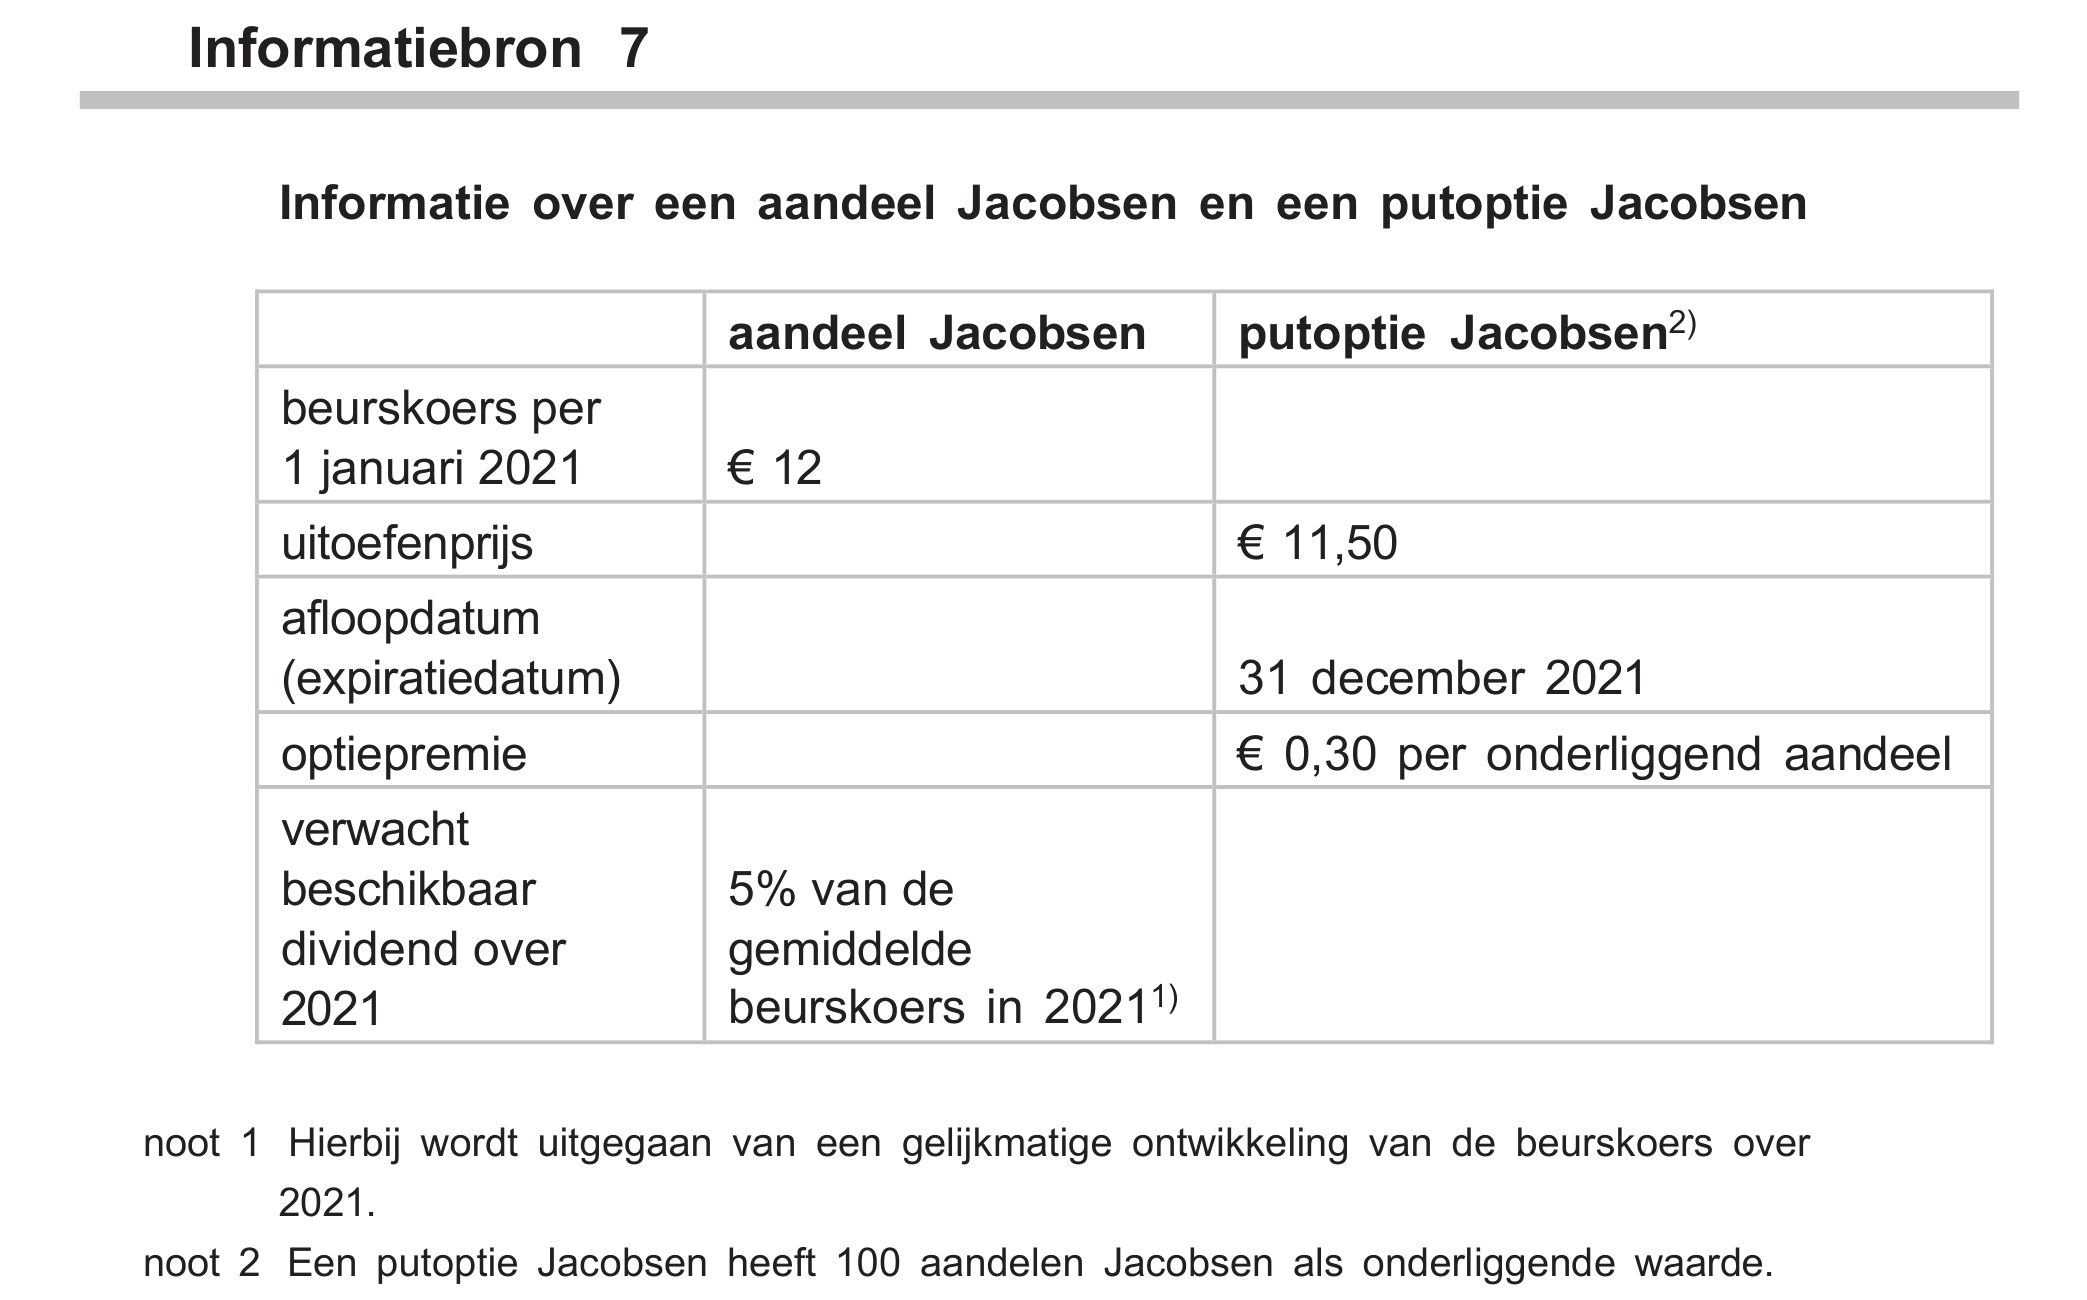 Informatiebron 7
Informatie over een aandeel Jacobsen en een putoptie Jacobsen
aandeel Jacobsen putoptie Jacobsen2)
beurskoers per
1 januari 2021 € 12
uitoefenprijs € 11,50
afloopdatum
(expiratiedatum) 31 december 2021
optiepremie € 0,30 per onderliggend aandeel
verwacht
beschikbaar 5% van de
dividend over gemiddelde
2021 beurskoers in 20211)
noot 1 Hierbij wordt uitgegaan van een gelijkmatige ontwikkeling van de beurskoers over
2021.
noot 2 Een putoptie Jacobsen heeft 100 aandelen Jacobsen als onderliggende waarde.